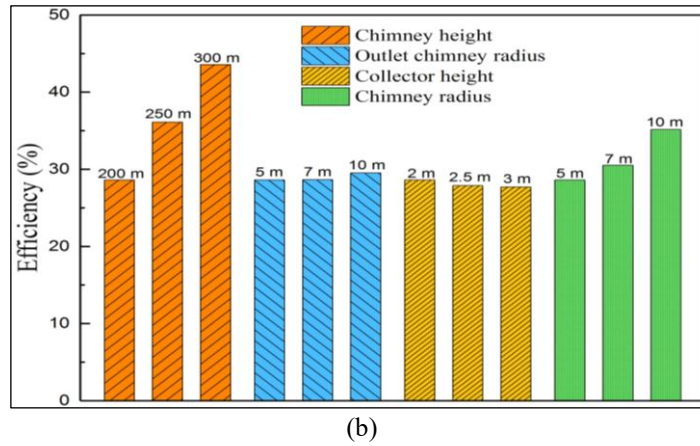 50
40
30
20
10
0
Efficiency (%)
Chimney height
Outlet chimney radius
Collector height
Chimney radius
200 m
250 m
300 m
5 m
7 m
10 m
2 m
2.5 m
3 m
5 m
7 m
10 m
(b)